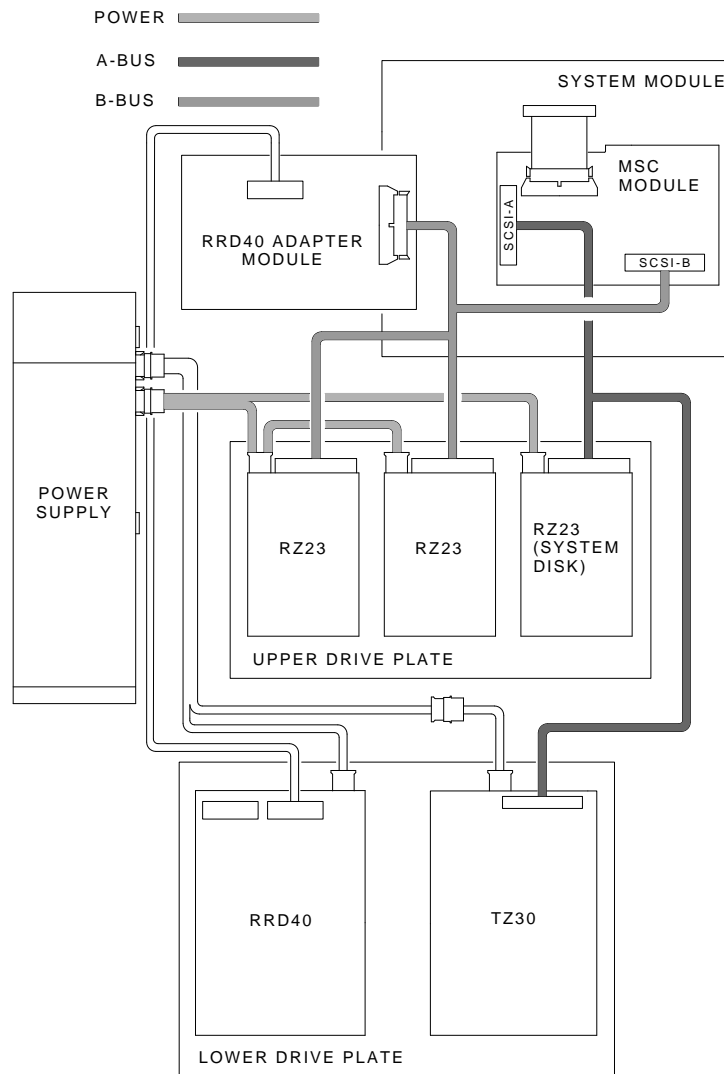 POWER
A-BUS
B-BUS
SYSTEM MODULE
MSC
MODULE
SCSI-A
SCSI-B
RRD40 ADAPTER
MODULE
POWER
SUPPLY
RZ23
RZ23
RZ23
(SYSTEM
DISK)
UPPER DRIVE PLATE
RRD40
TZ30
LOWER DRIVE PLATE